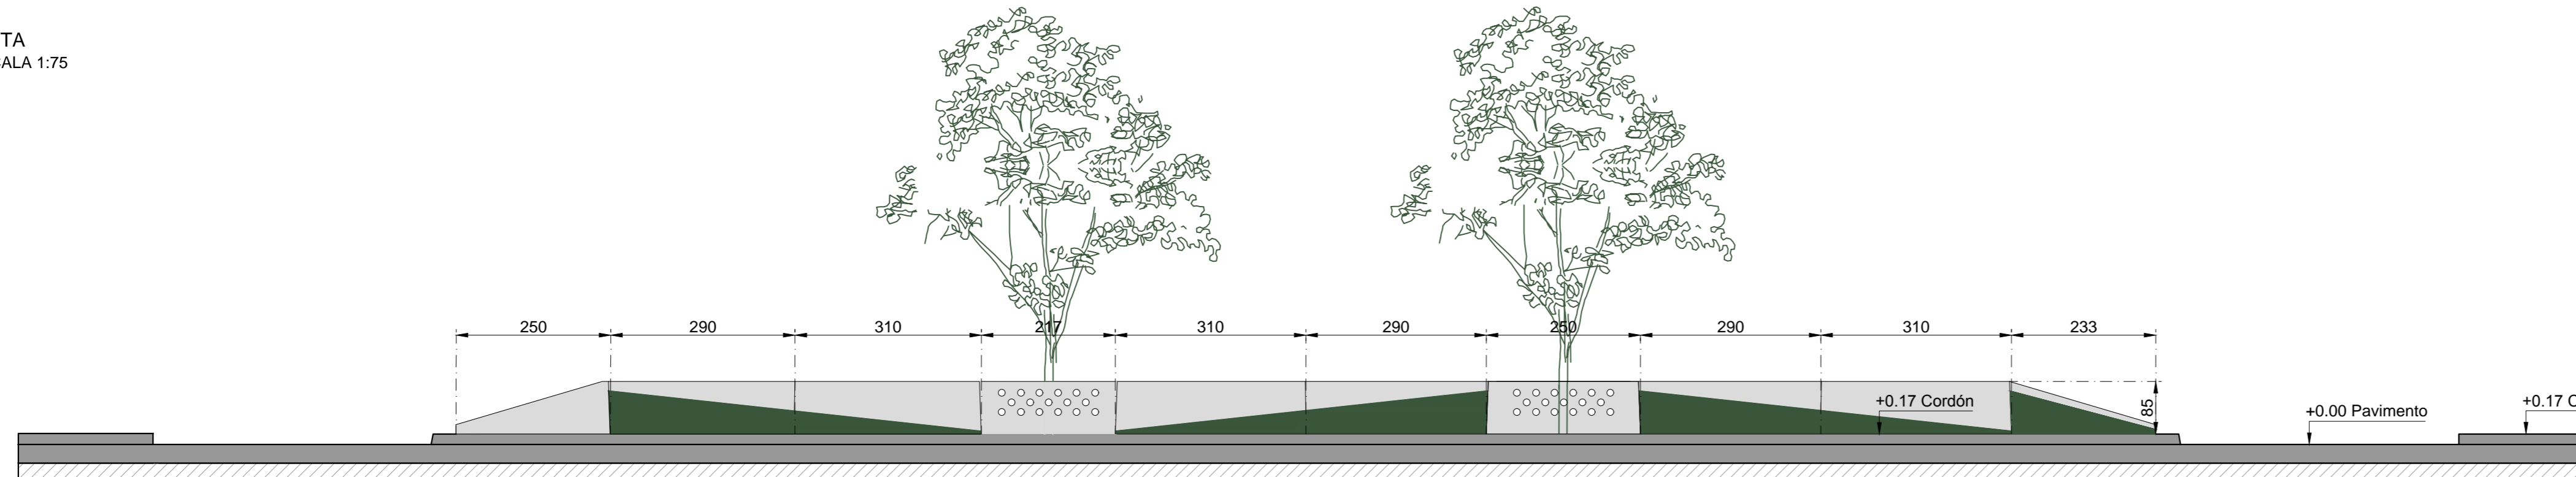 TA
ALA 1:75
250 290 310 217 310 290 250 290 310 233
85
+0.17 Cordón
+0.00 Pavimento
+0.17 C